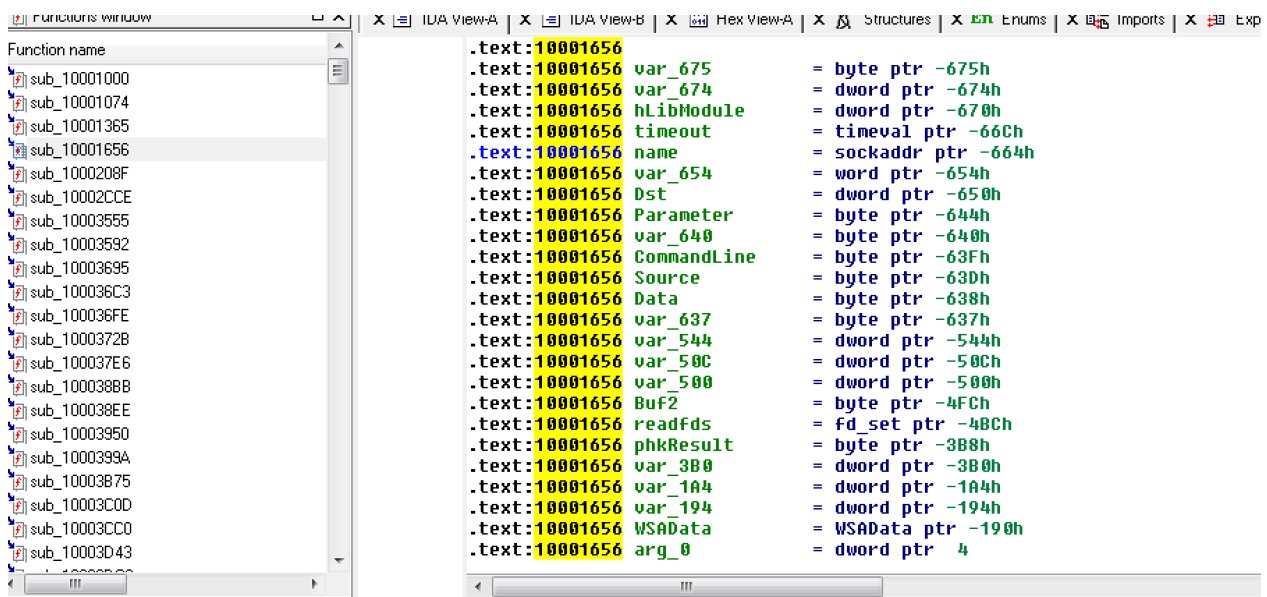 Functions window
X IDA View-A X IDA View-B X Hex View-A X Structures X En Enums X Imports X Exp
Function name
sub_10001000
sub_10001074
sub_10001365
sub_10001656
sub_1000208F
sub_10002CCE
sub_10003555
sub_10003592
sub_10003695
sub_100036C3
sub_100036FE
sub_1000372B
sub_100037E6
sub_100038BB
sub_100038EE
sub_10003950
sub_1000399A
sub_10003B75
sub_10003C0D
sub_10003CC0
sub_10003D43
.text:10001656
.text:10001656 var_675 = byte ptr -675h
.text:10001656 var_674 = dword ptr -674h
.text:10001656 hLibModule = dword ptr -670h
.text:10001656 timeout = timeval ptr -66Ch
.text:10001656 name = sockaddr ptr -664h
.text:10001656 var_654 = word ptr -654h
.text:10001656 Dst = dword ptr -650h
.text:10001656 Parameter = byte ptr -644h
.text:10001656 var_640 = byte ptr -640h
.text:10001656 CommandLine = byte ptr -63Fh
.text:10001656 Source = byte ptr -63Dh
.text:10001656 Data = byte ptr -638h
.text:10001656 var_637 = byte ptr -637h
.text:10001656 var_544 = dword ptr -544h
.text:10001656 var_50C = dword ptr -50Ch
.text:10001656 var_500 = dword ptr -500h
.text:10001656 Buf2 = byte ptr -4FCh
.text:10001656 readfds = fd_set ptr -4BCh
.text:10001656 phkResult = byte ptr -3B8h
.text:10001656 var_3B0 = dword ptr -3B0h
.text:10001656 var_1A4 = dword ptr -1A4h
.text:10001656 var_194 = dword ptr -194h
.text:10001656 WSAData = WSAData ptr -190h
.text:10001656 arg_0 = dword ptr 4